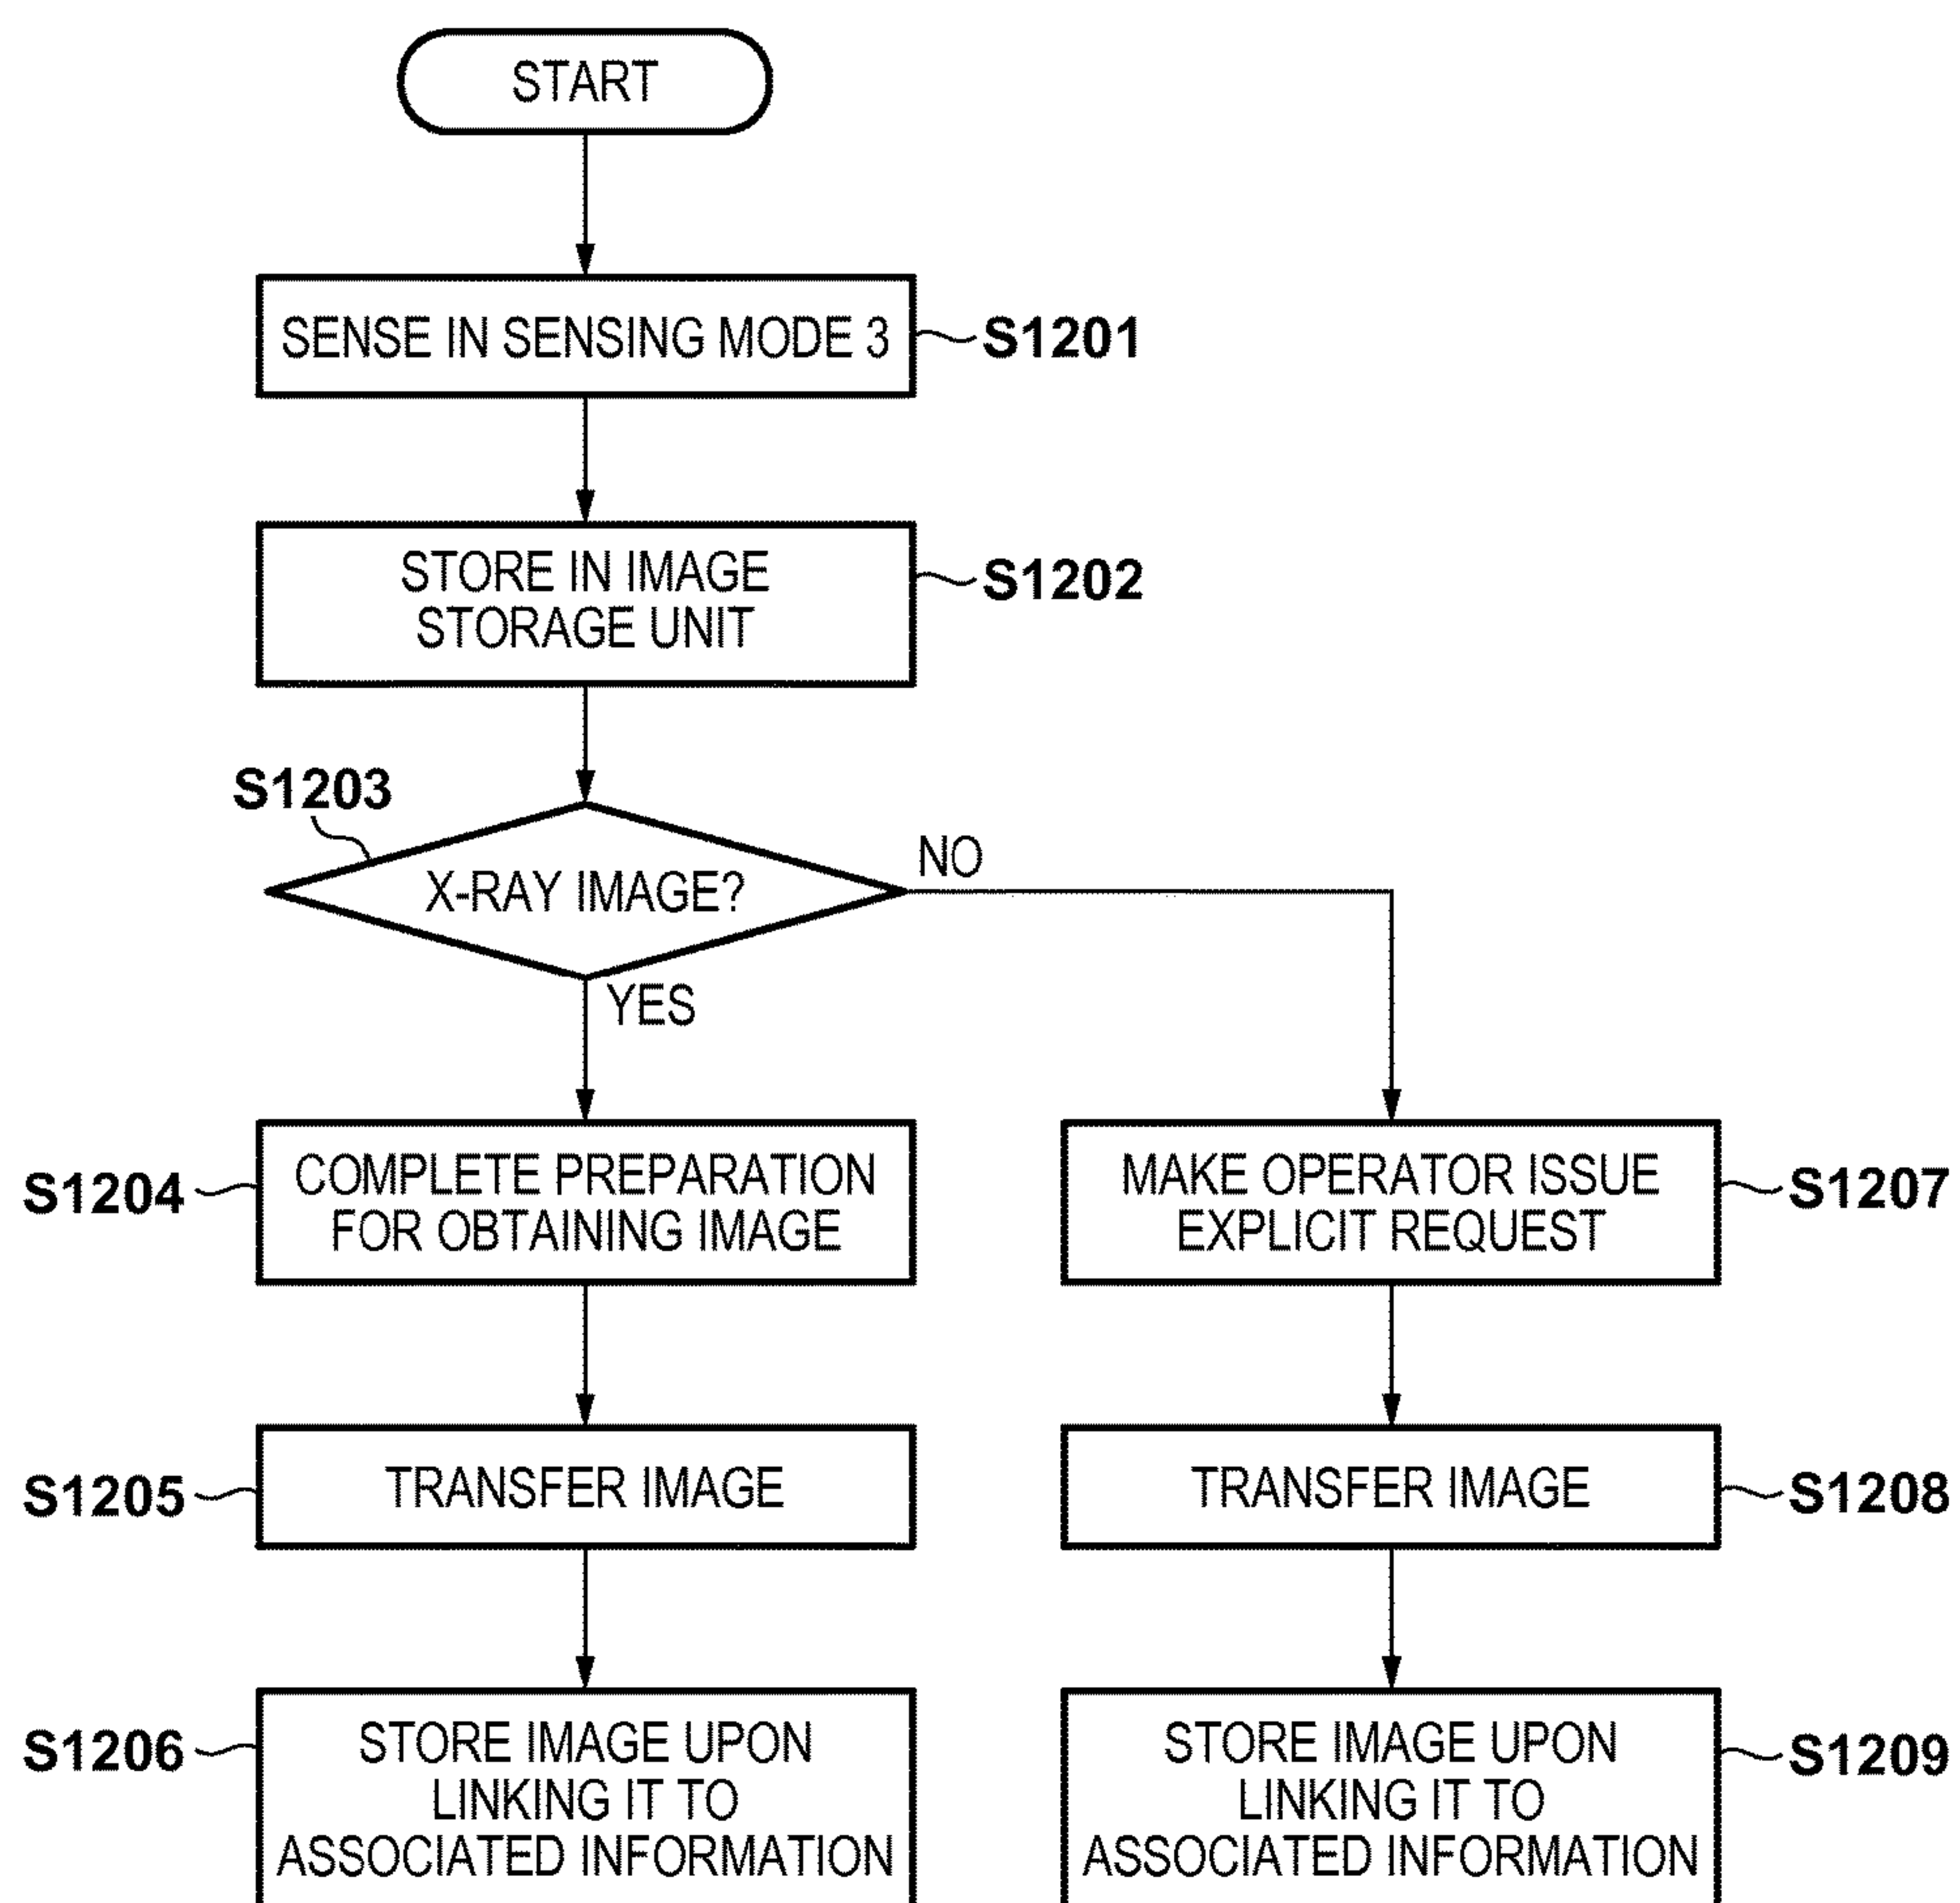 START
SENSE IN SENSING MODE 3
S1201
STORE IN IMAGE
STORAGE UNIT
S1202
S1203
X-RAY IMAGE?
NO
YES
S1204
COMPLETE PREPARATION
FOR OBTAINING IMAGE
MAKE OPERATOR ISSUE
EXPLICIT REQUEST
S1207
S1205
TRANSFER IMAGE
TRANSFER IMAGE
S1208
S1206
STORE IMAGE UPON
LINKING IT TO
ASSOCIATED INFORMATION
STORE IMAGE UPON
LINKING IT TO
ASSOCIATED INFORMATION
S1209